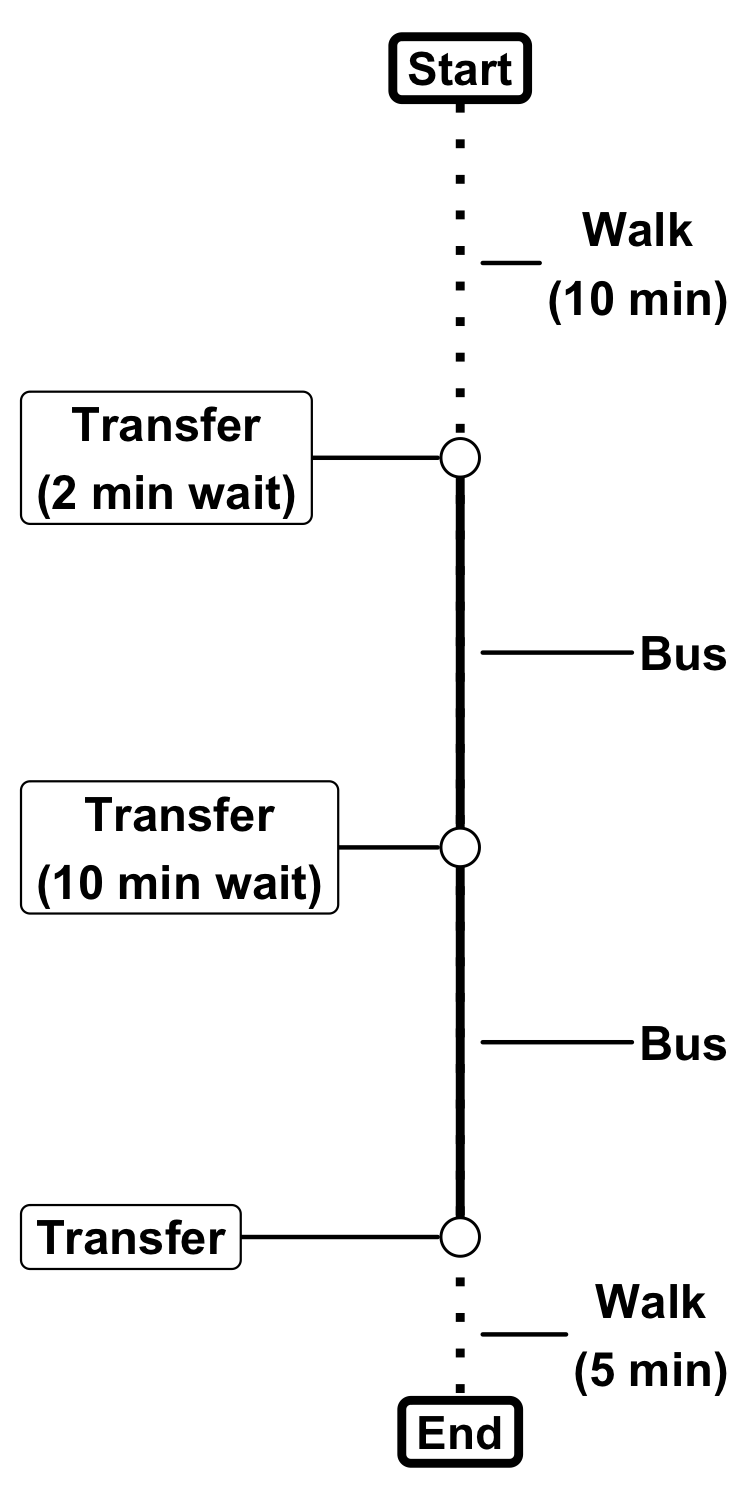 Start
Walk
(10 min)
Transfer
(2 min wait)
Bus
Transfer
(10 min wait)
Bus
Transfer
Walk
(5 min)
End